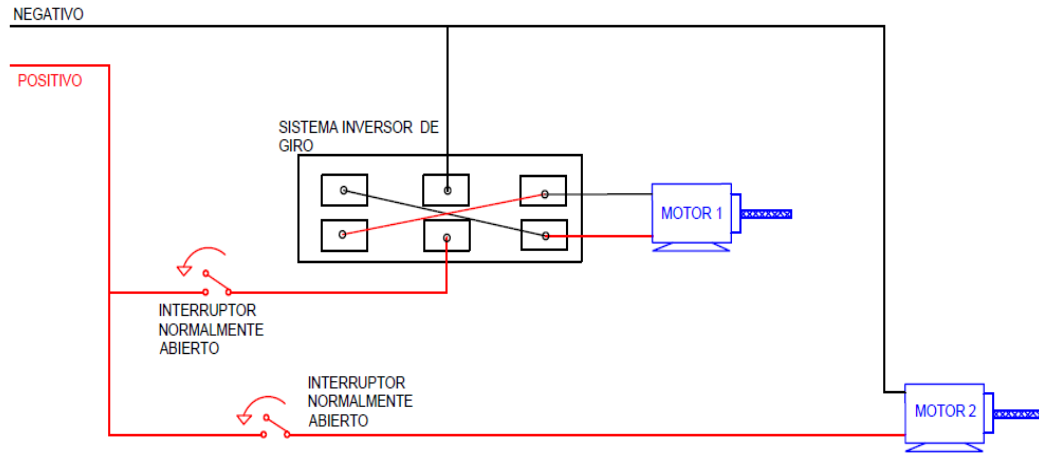 NEGATIVO
POSITIVO
SISTEMA INVERSOR DE
GIRO
MOTOR 1
INTERRUPTOR
NORMALMENTE
ABIERTO
INTERRUPTOR
NORMALMENTE
ABIERTO
MOTOR 2